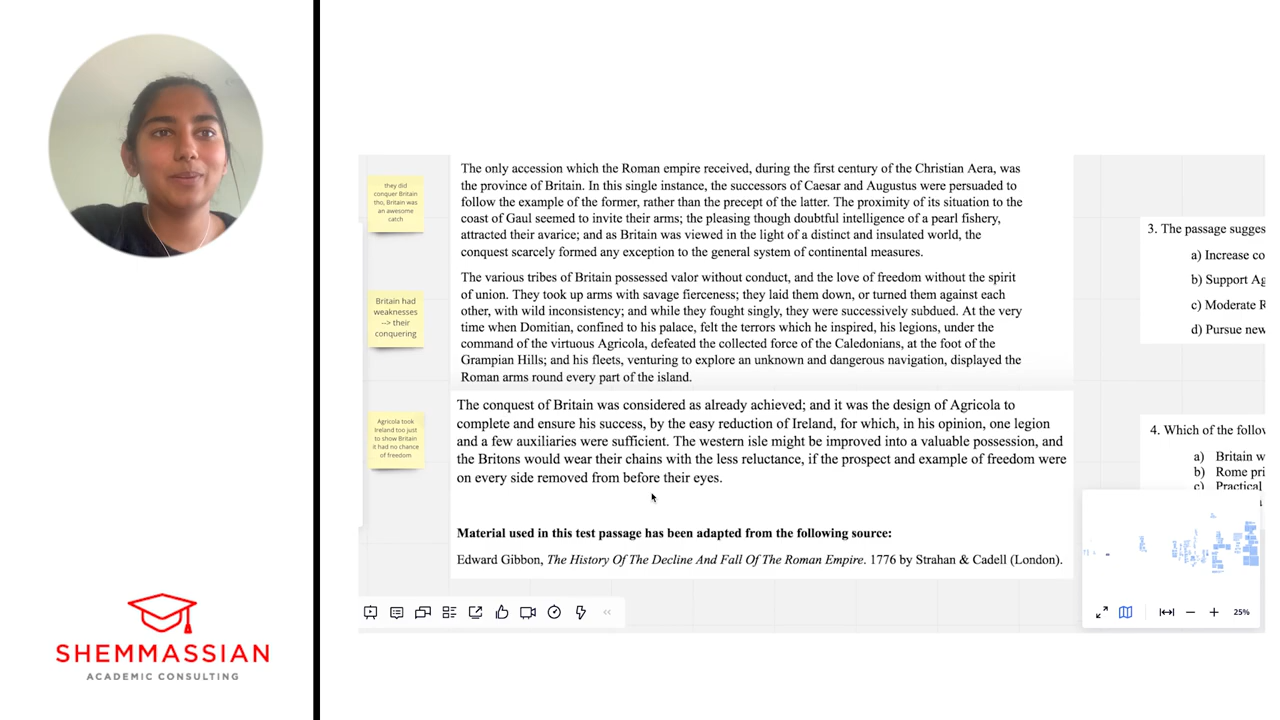 they did
conquer Britain
tho, Britain was
an awesome
catch
The only accession which the Roman empire received, during the first century of the Christian Aera, was
the province of Britain. In this single instance, the successors of Caesar and Augustus were persuaded to
follow the example of the former, rather than the precept of the latter. The proximity of its situation to the
coast of Gaul seemed to invite their arms; the pleasing though doubtful intelligence of a pearl fishery,
attracted their avarice; and as Britain was viewed in the light of a distinct and insulated world, the
conquest scarcely formed any exception to the general system of continental measures.
Britain had
weaknesses
--> their
conquering
The various tribes of Britain possessed valor without conduct, and the love of freedom without the spirit
of union. They took up arms with savage fierceness; they laid them down, or turned them against each
other, with wild inconsistency; and while they fought singly, they were successively subdued. At the very
time when Domitian, confined to his palace, felt the terrors which he inspired, his legions, under the
command of the virtuous Agricola, defeated the collected force of the Caledonians, at the foot of the
Grampian Hills; and his fleets, venturing to explore an unknown and dangerous navigation, displayed the
Roman arms round every part of the island.
Agricola took
Ireland too just
to show Britain
it had no chance
of freedom
The conquest of Britain was considered as already achieved; and it was the design of Agricola to
complete and ensure his success, by the easy reduction of Ireland, for which, in his opinion, one legion
and a few auxiliaries were sufficient. The western isle might be improved into a valuable possession, and
the Britons would wear their chains with the less reluctance, if the prospect and example of freedom were
on every side removed from before their eyes.
Material used in this test passage has been adapted from the following source:
Edward Gibbon, The History Of The Decline And Fall Of The Roman Empire. 1776 by Strahan & Cadell (London).
3. The passage sugges
a) Increase co
b) Support Ag
c) Moderate R
d) Pursue new
4. Which of the follov
a) Britain w
b) Rome pri
c) Practical
25%
SHEMMASSIAN
ACADEMIC CONSULTING